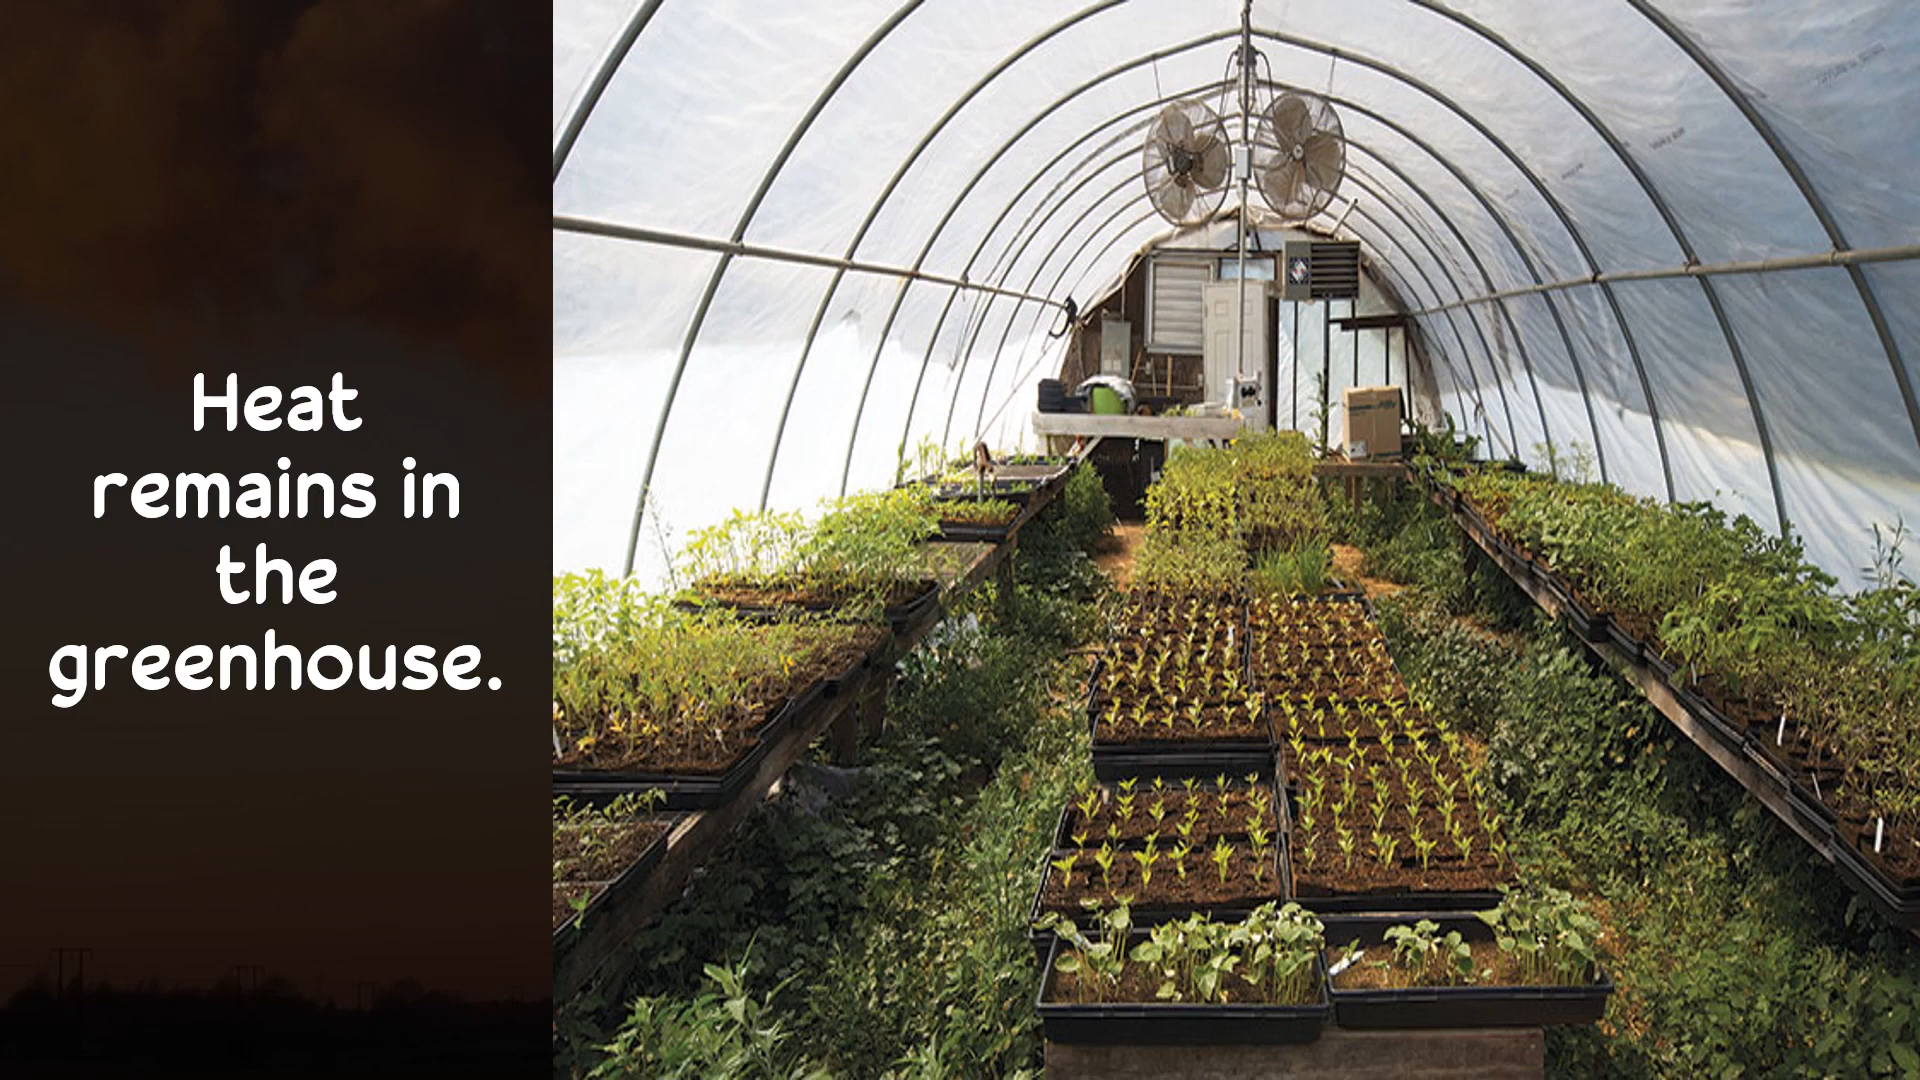 Heat
remains in
the
greenhouse.